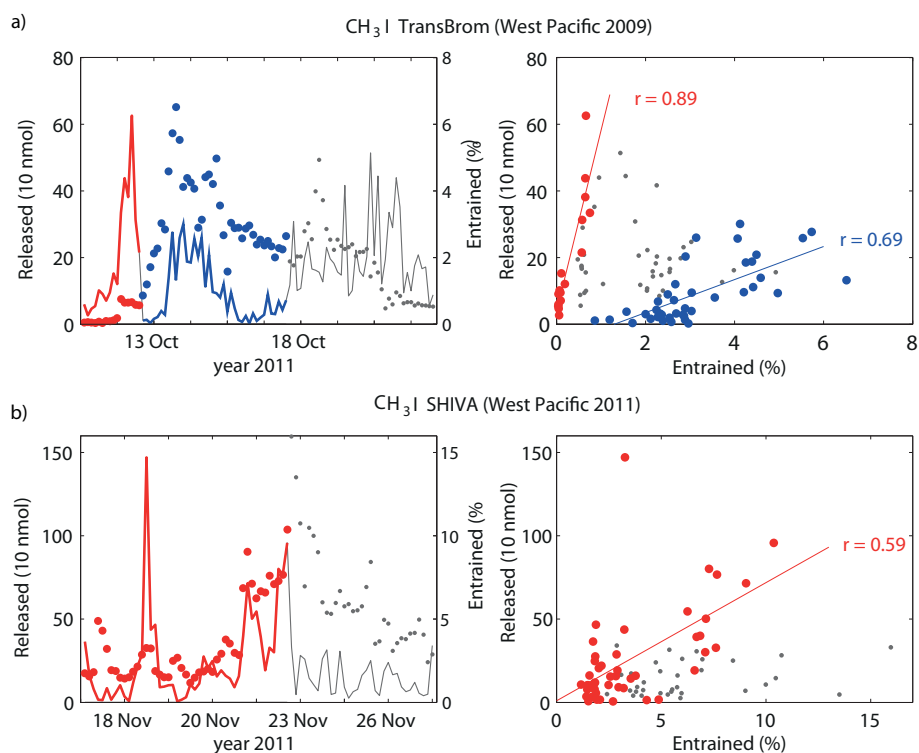 a)
CH3I TransBrom (West Pacific 2009)
80
60
40
20
0
Released (10 nmol)
8
6
4
2
0
Entrained (%)
13 Oct
18 Oct
year 2011
80
60
40
20
0
Released (10 nmol)
r = 0.89
r = 0.69
0
2
4
6
8
Entrained (%)
b)
CH3I SHIVA (West Pacific 2011)
150
100
50
0
Released (10 nmol)
15
10
5
0
Entrained (%
18 Nov
20 Nov
23 Nov
26 Nov
year 2011
150
100
50
0
Released (10 nmol)
r = 0.59
0
5
10
15
Entrained (%)